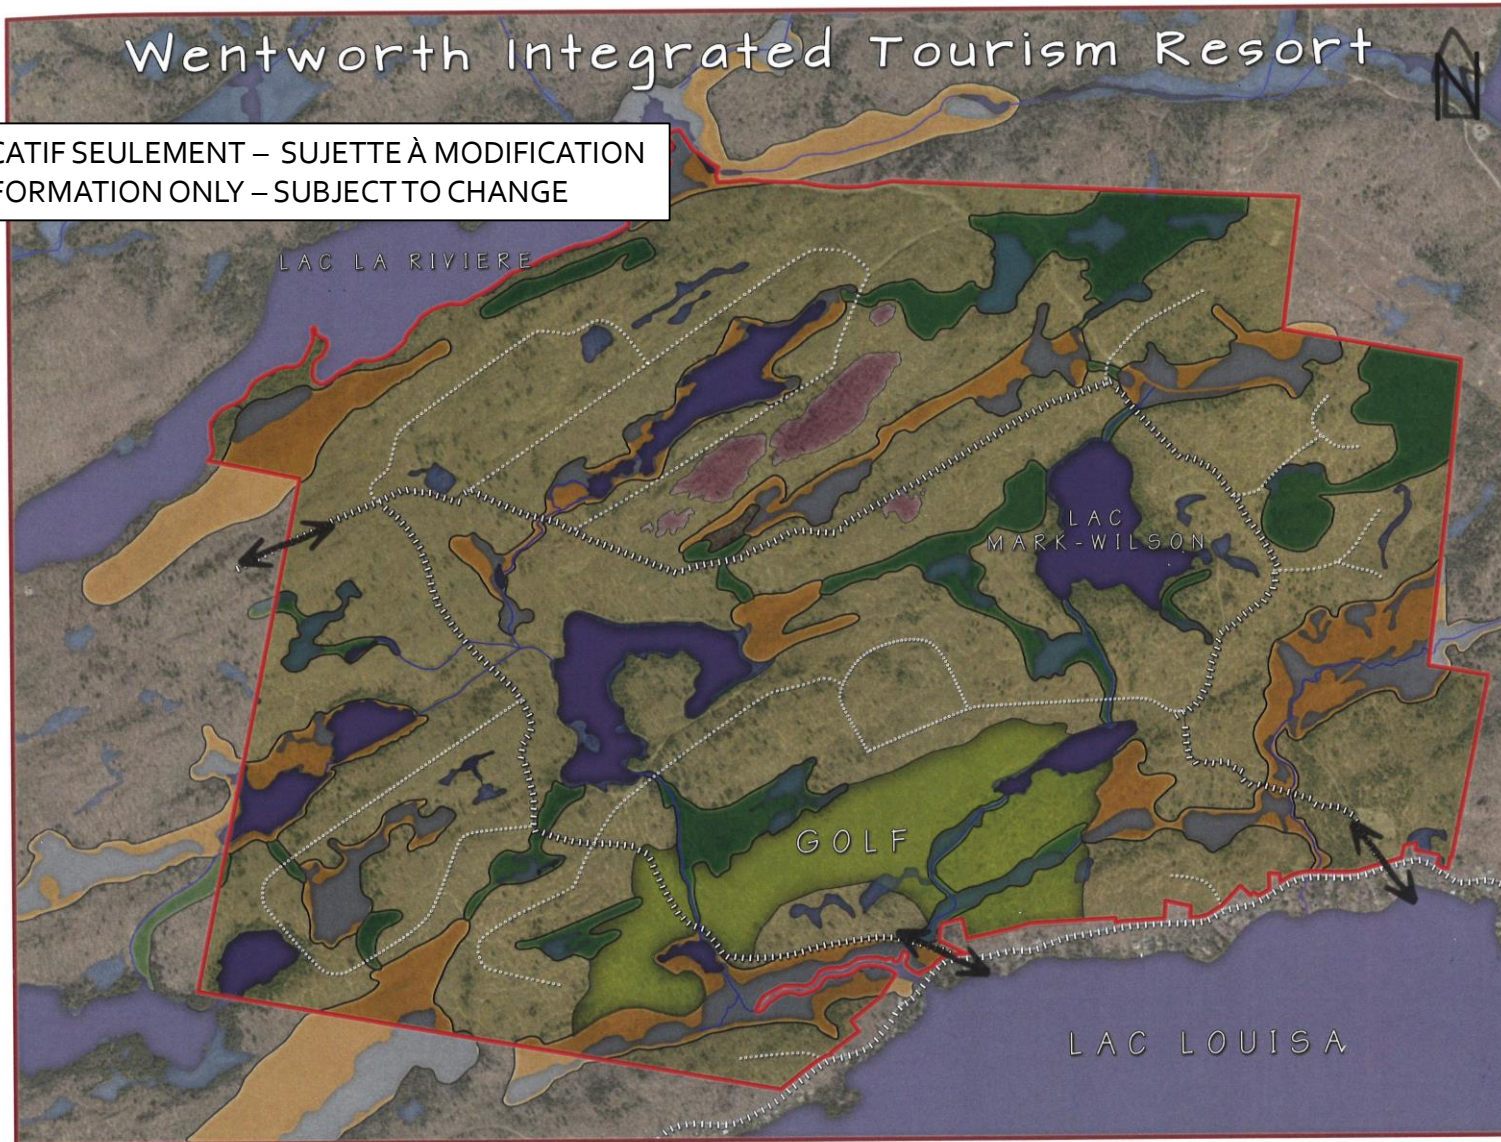 Wentworth Integrated Tourism Resort
N
CATIF SEULEMENT – SUJETTE À MODIFICATION
FORMATION ONLY – SUBJECT TO CHANGE
LAC LA RIVIERE
LAC
MARK-WILSON
GOLF
LAC LOUISA